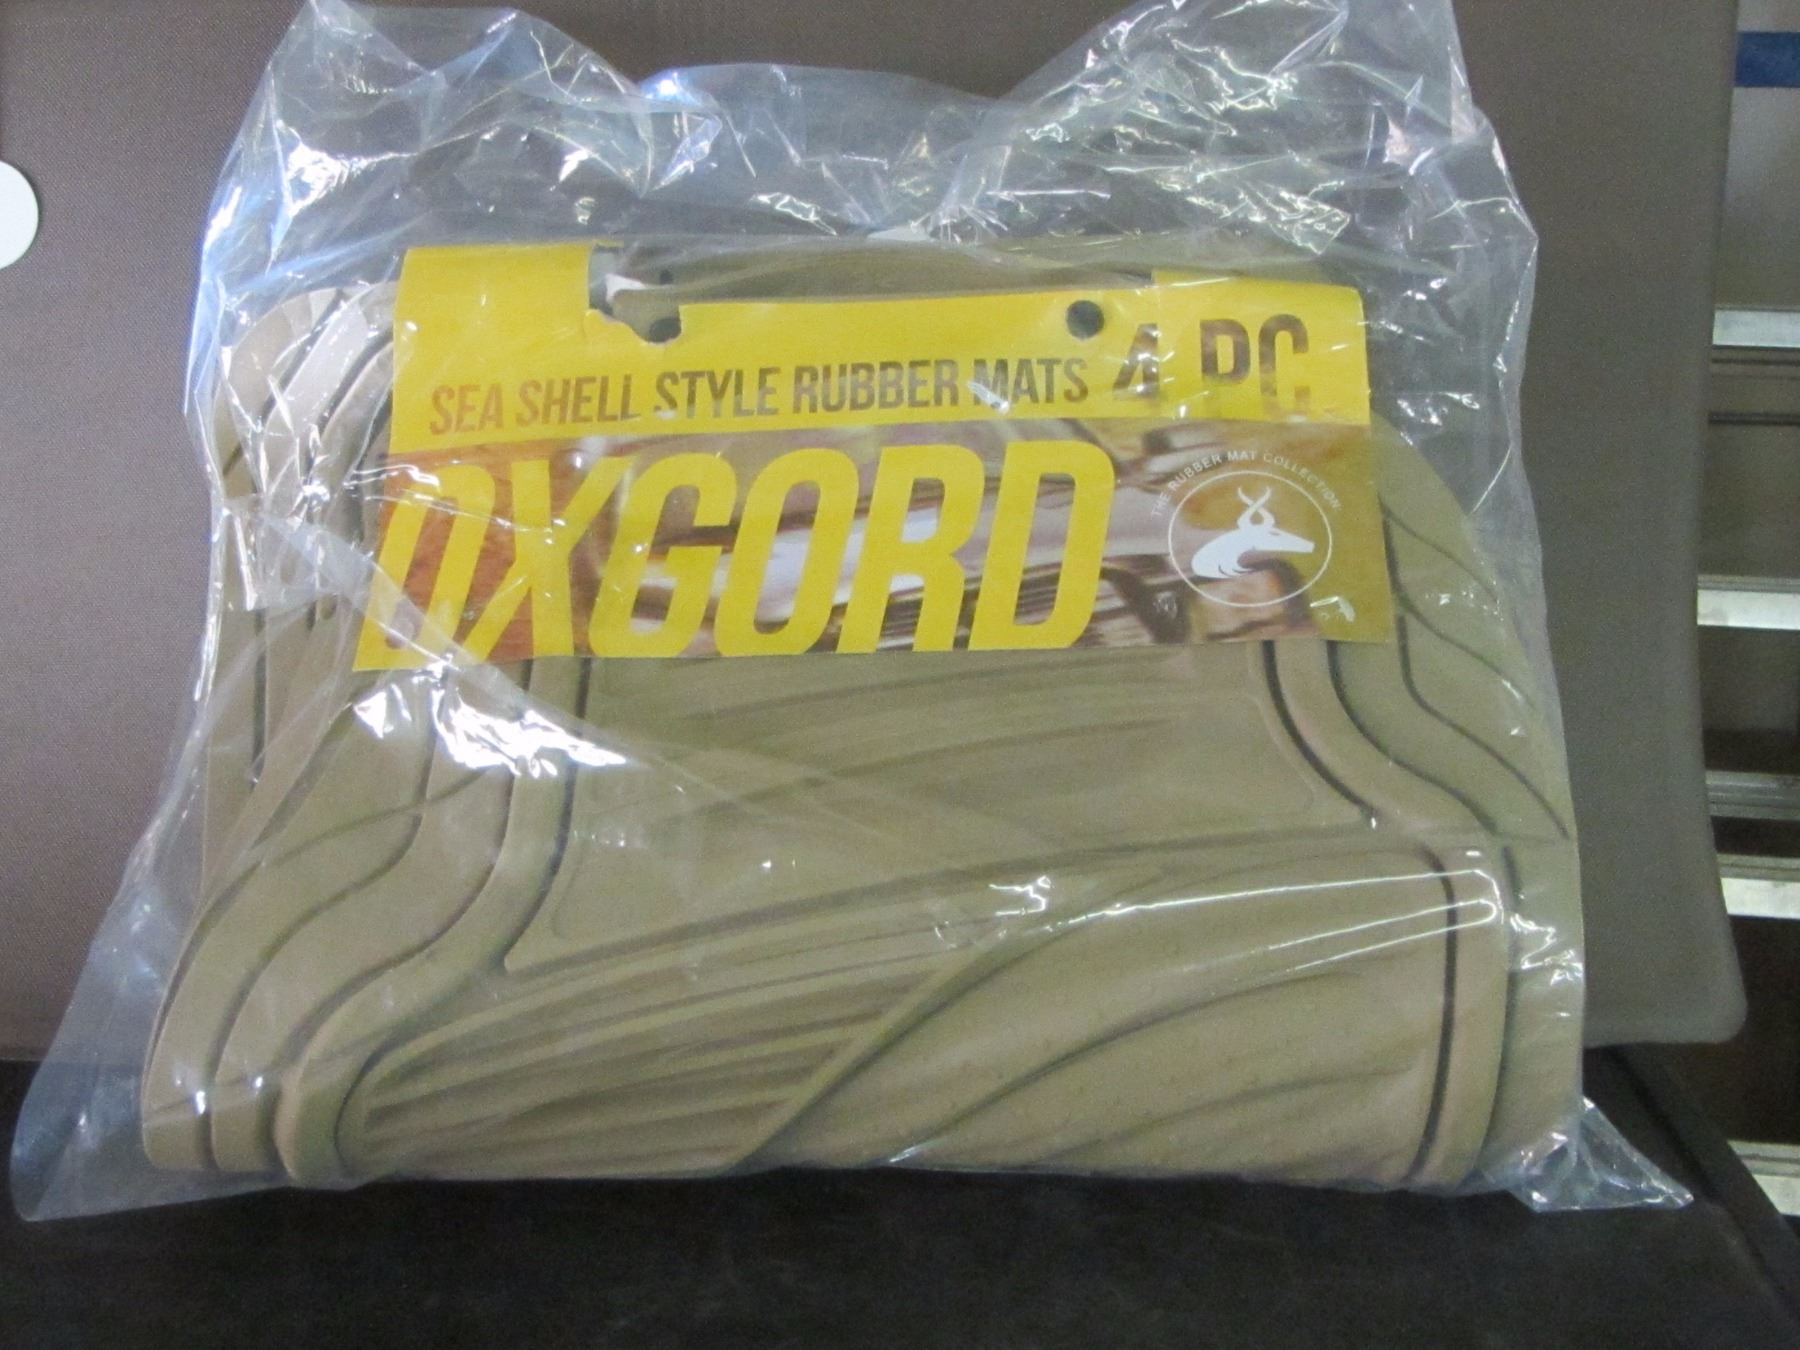 SEA SHELL STYLE RUBBER MATS 4 PC.
OXGORD
THE RUBBER MAT COLLECTION